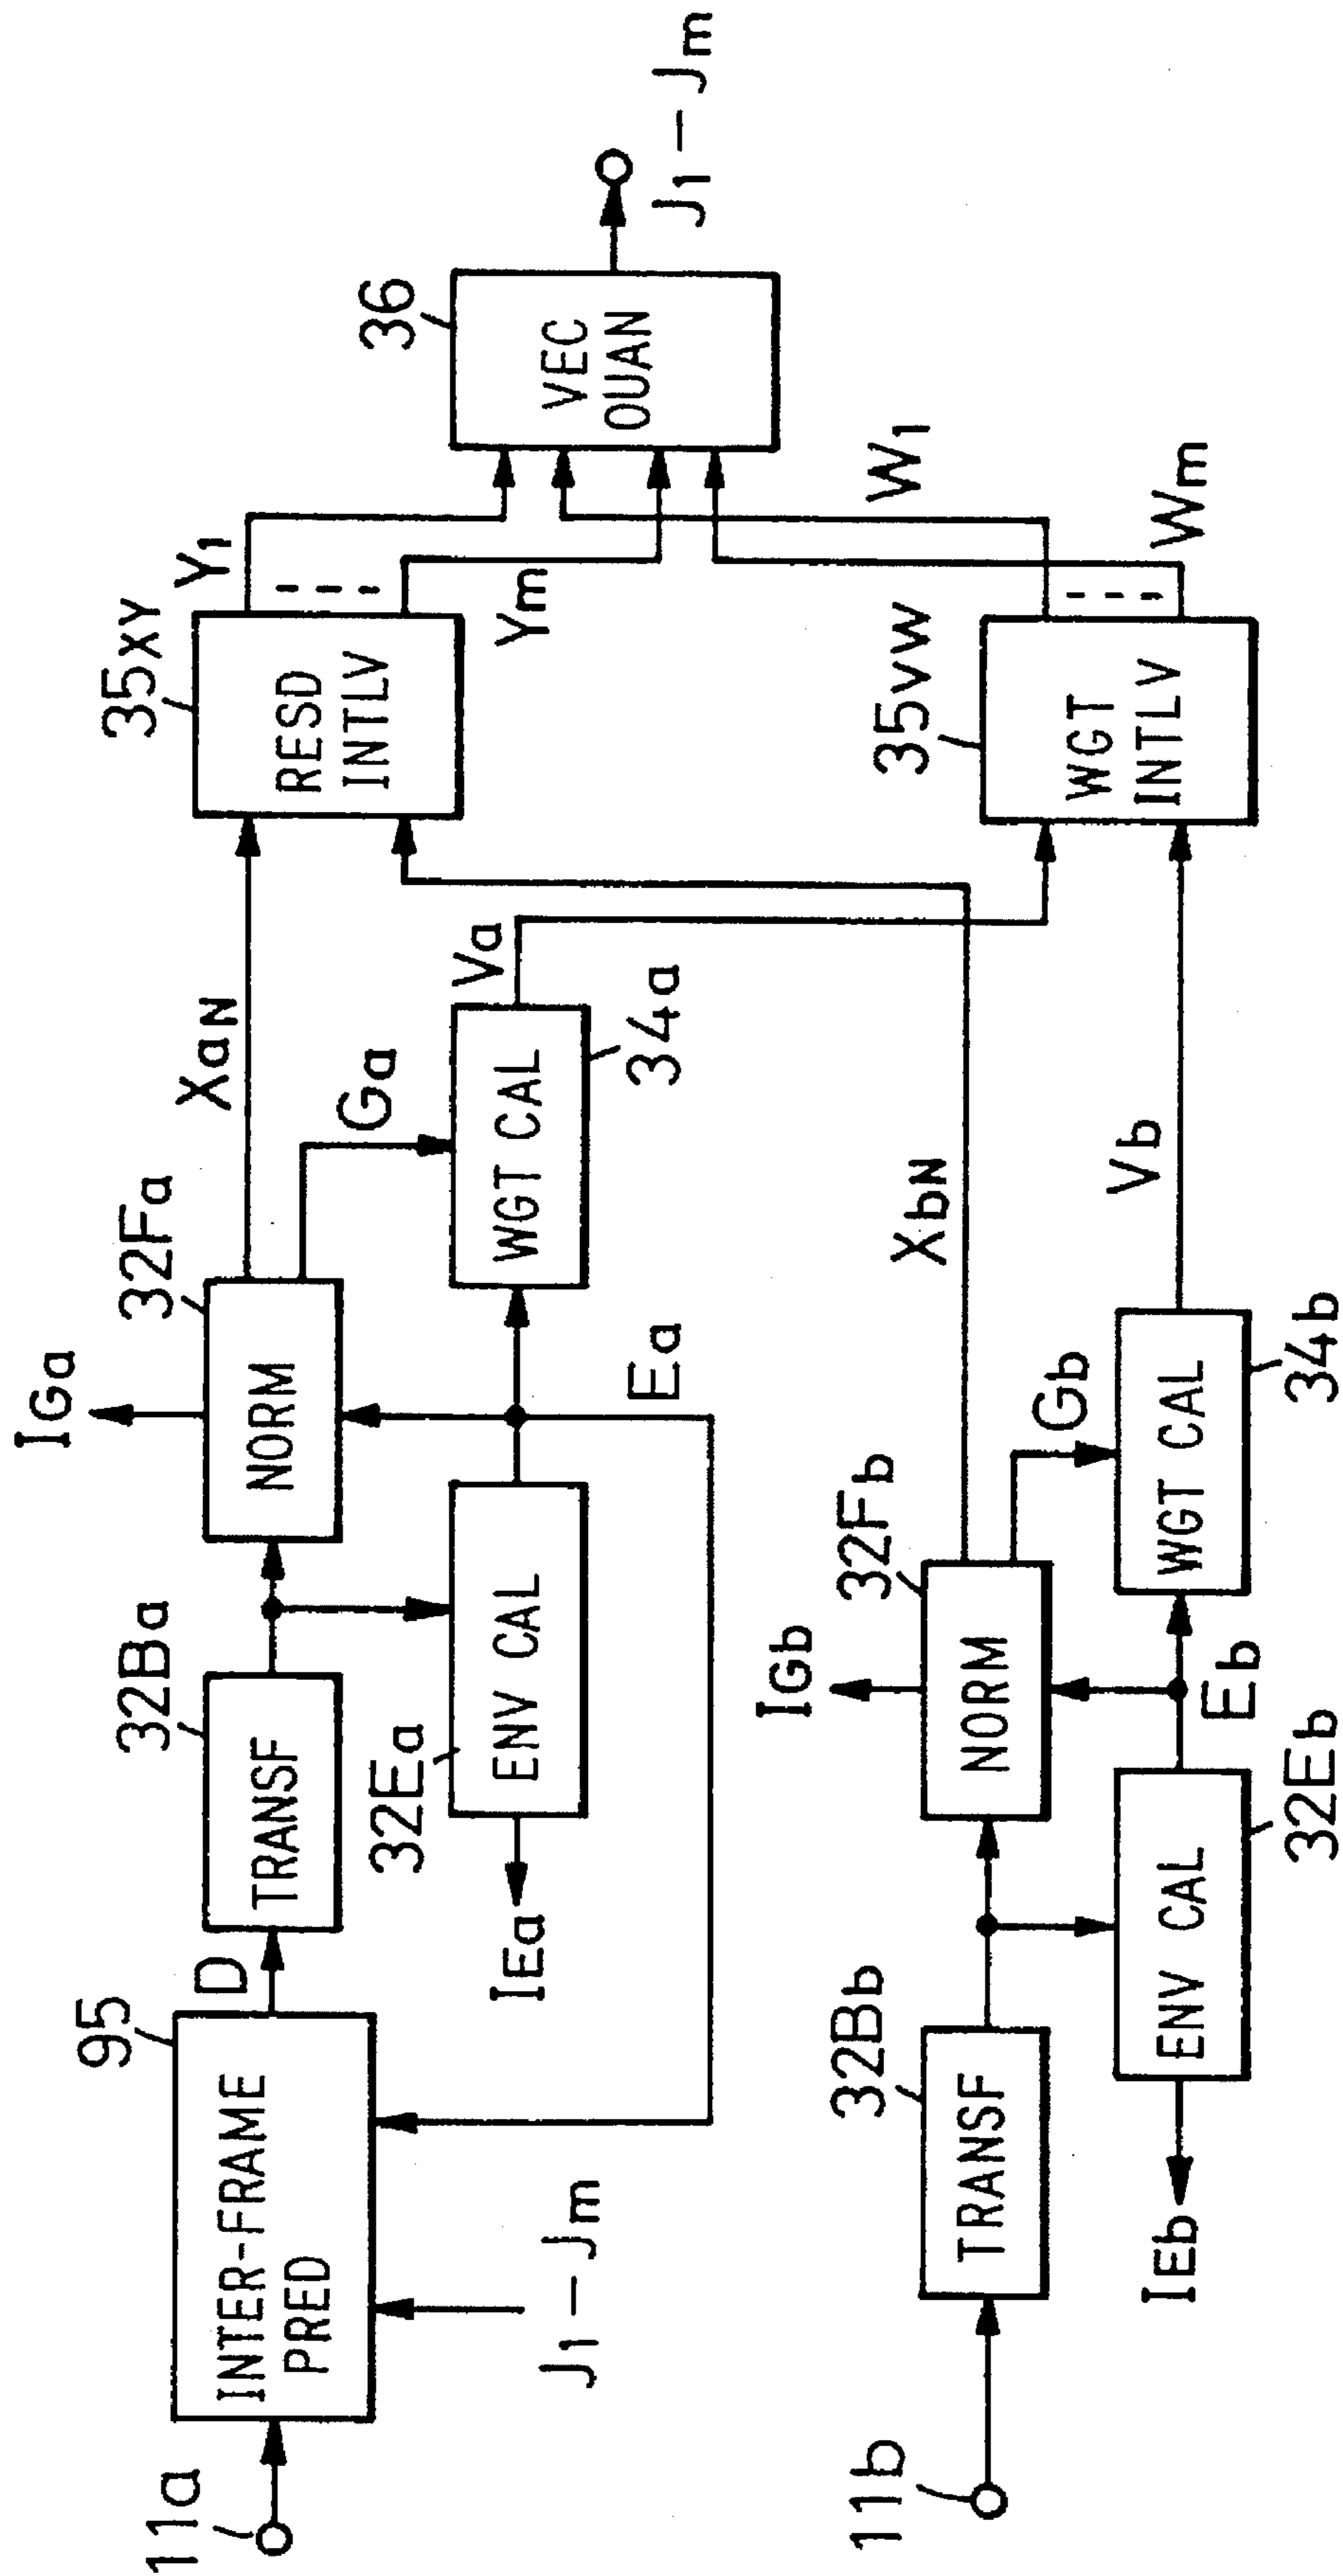 11a
INTER-FRAME
PRED
95
J1 – Jm
D
TRANSF
32Ba
ENV CAL
32Ea
IEa
NORM
32Fa
IGa
Ea
Ga
WGT CAL
34a
XaN
Va
RESD
INTLV
35XY
Y1
Ym
VEC
QUAN
36
J1 – Jm
11b
TRANSF
32Bb
ENV CAL
32Eb
IEb
NORM
32Fb
IGb
Eb
Gb
WGT CAL
34b
XbN
Vb
WGT
INTLV
35VW
W1
Wm